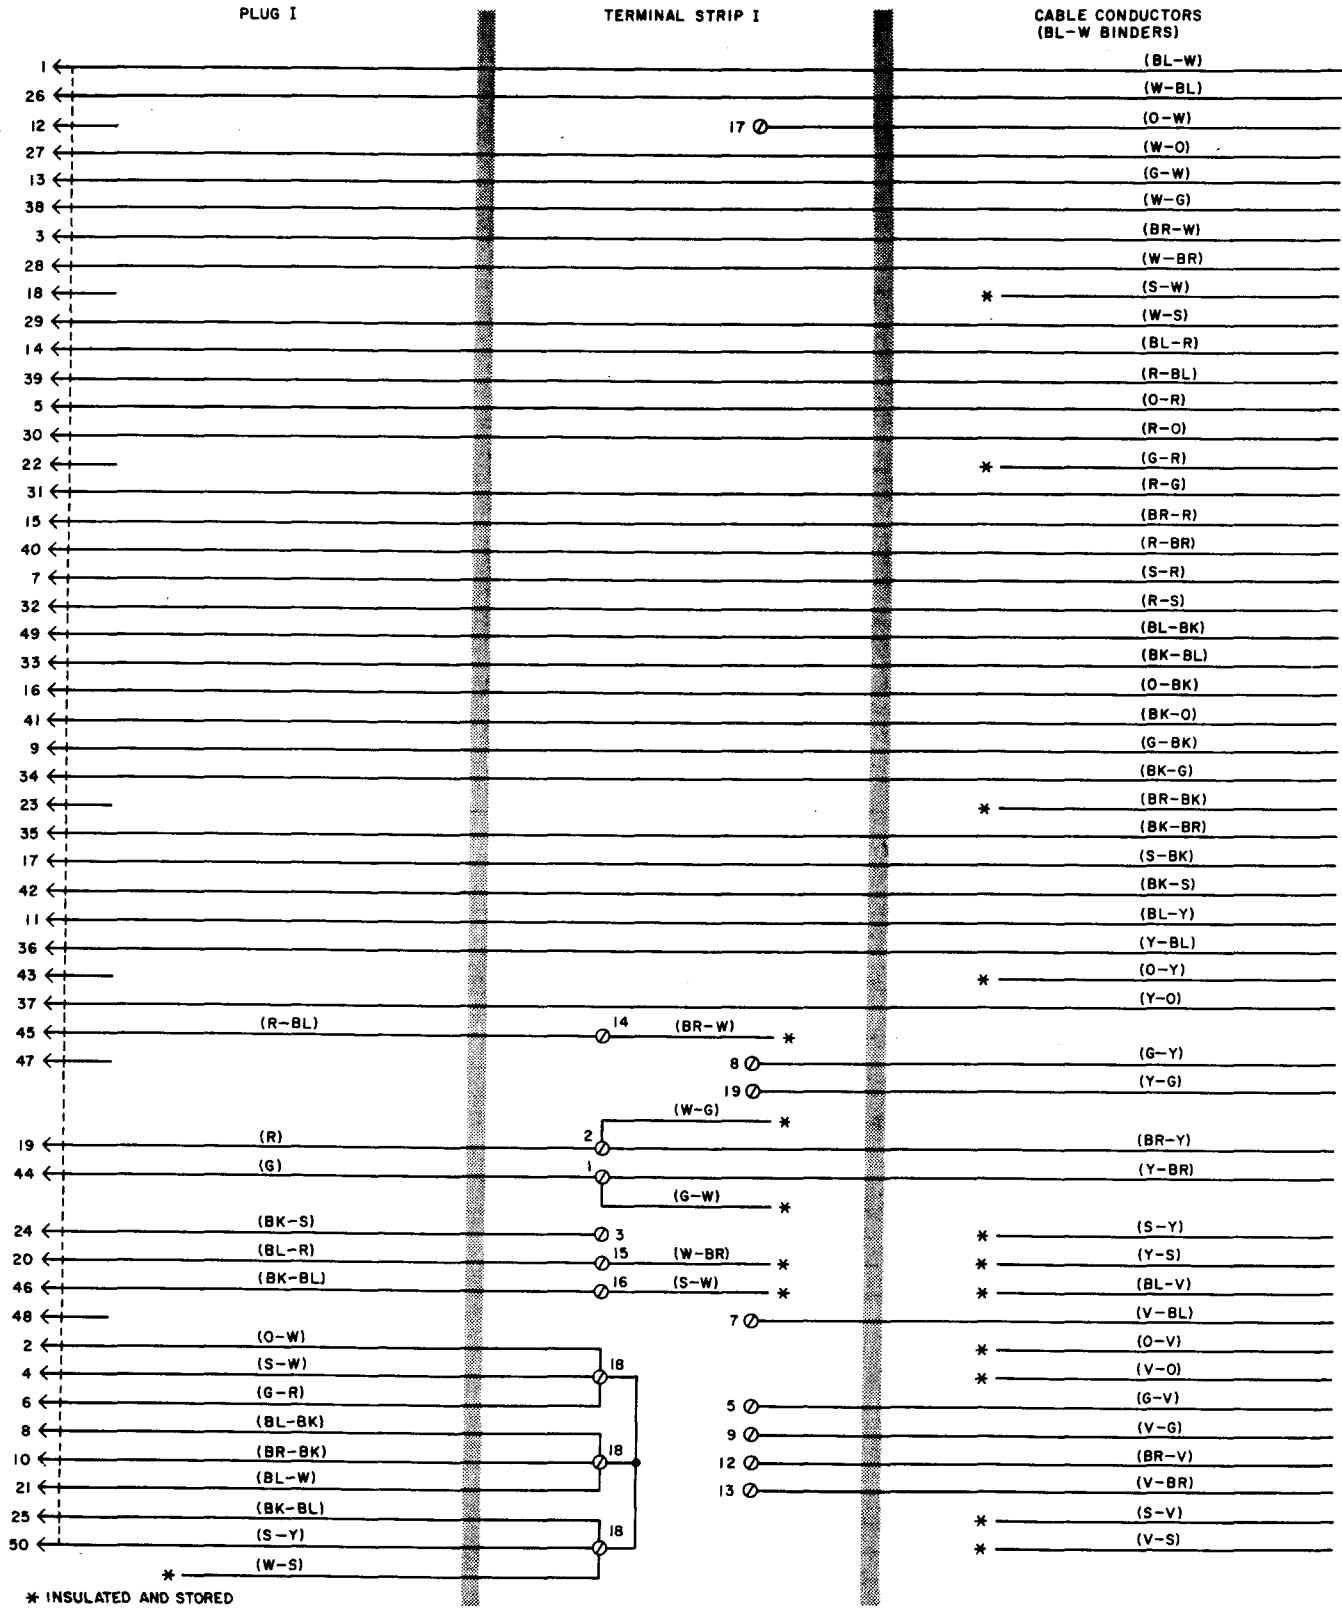 PLUG I TERMINAL STRIP I CABLE CONDUCTORS
(BL-W BINDERS)
1 (BL-W)
26 (W-BL)
12 17 (O-W)
27 (W-O)
13 (G-W)
38 (W-G)
3 (BR-W)
28 (W-BR)
18 * (S-W)
29 (W-S)
14 (BL-R)
39 (R-BL)
5 (O-R)
30 (R-O)
22 * (G-R)
31 (R-G)
15 (BR-R)
40 (R-BR)
7 (S-R)
32 (R-S)
49 (BL-BK)
33 (BK-BL)
16 (O-BK)
41 (BK-O)
9 (G-BK)
34 (BK-G)
23 * (BR-BK)
35 (BK-BR)
17 (S-BK)
42 (BK-S)
11 (BL-Y)
36 (Y-BL)
43 * (O-Y)
37 (Y-O)
45 (R-BL) 14 (BR-W) *
47 8 (G-Y)
19 (Y-G)
(W-G) *
19 (R) 2 (BR-Y)
44 (G) 1 (Y-BR)
(G-W) *
24 (BK-S) 3 * (S-Y)
20 (BL-R) 15 (W-BR) * * (Y-S)
46 (BK-BL) 16 (S-W) * * (BL-V)
48 7 (V-BL)
2 (O-W) * (O-V)
4 (S-W) 18 * (V-O)
6 (G-R) 5 (G-V)
8 (BL-BK) 9 (V-G)
10 (BR-BK) 18 12 (BR-V)
21 (BL-W) 13 (V-BR)
25 (BK-BL) * (S-V)
50 (S-Y) 18 * (V-S)
* (W-S)
* INSULATED AND STORED